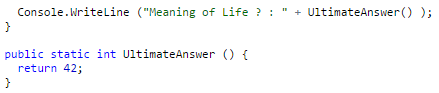 Console.WriteLine ("Meaning of Life ? : " + UltimateAnswer() );
}
public static int UltimateAnswer () {
return 42;
}